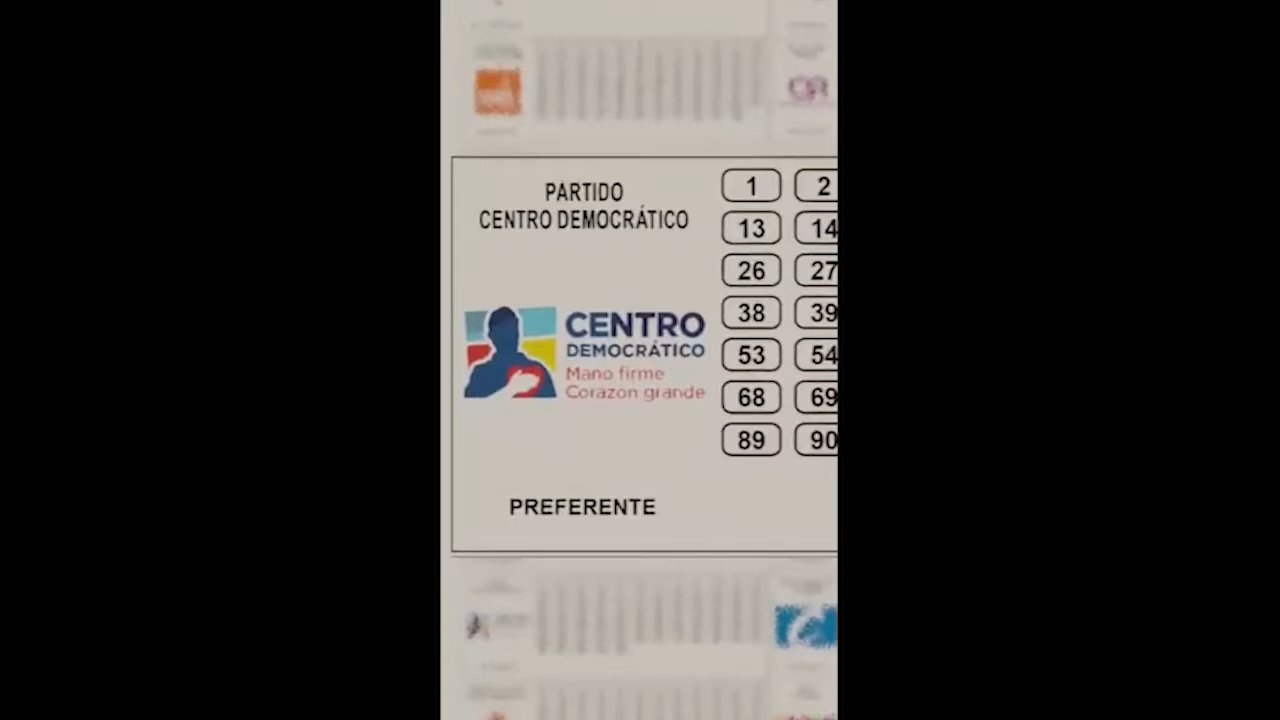 PARTIDO
CENTRO DEMOCRÁTICO
CENTRO
DEMOCRÁTICO
Mano firme
Corazón grande
PREFERENTE
1 2
13 14
26 27
38 39
53 54
68 69
89 90